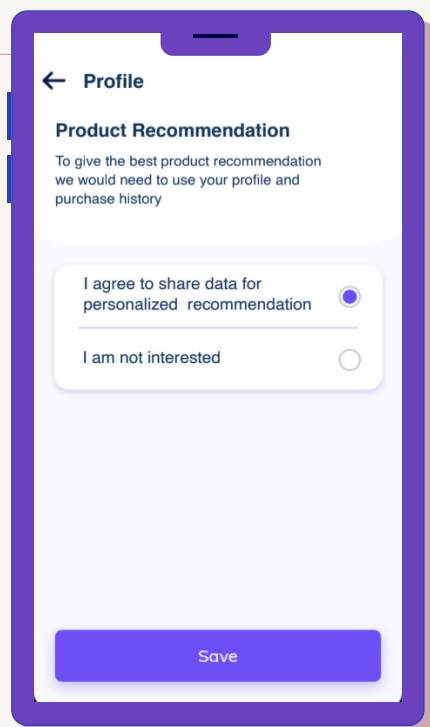 Profile
Product Recommendation
To give the best product recommendation
we would need to use your profile and
purchase history
I agree to share data for
personalized recommendation
I am not interested
Save